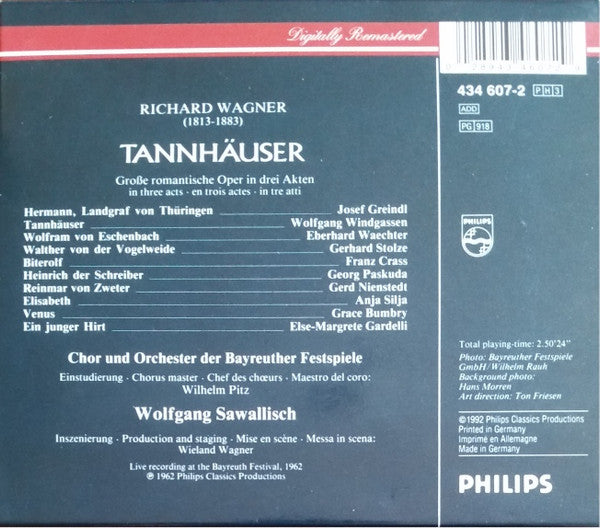 Digitally Remastered
434 607-2 PH3
ADD
PG 918
RICHARD WAGNER
(1813-1883)
TANNHÄUSER
Große romantische Oper in drei Akten
in three acts · en trois actes · in tre atti
Hermann, Landgraf von Thüringen Josef Greindl
Tannhäuser Wolfgang Windgassen
Wolfram von Eschenbach Eberhard Waechter
Walther von der Vogelweide Gerhard Stolze
Biterolf Franz Crass
Heinrich der Schreiber Georg Paskuda
Reinmar von Zweter Gerd Nienstedt
Elisabeth Anja Silja
Venus Grace Bumbry
Ein junger Hirt Else-Margrete Gardelli
Chor und Orchester der Bayreuther Festspiele
Einstudierung · Chorus master · Chef des chœurs · Maestro del coro:
Wilhelm Pitz
Wolfgang Sawallisch
Inszenierung · Production and staging · Mise en scène · Messa in scena:
Wieland Wagner
Live recording at the Bayreuth Festival, 1962
℗ 1962 Philips Classics Productions
PHILIPS
Total playing-time: 2.50'24"
Photo: Bayreuther Festspiele
GmbH/Wilhelm Rauh
Background photo:
Hans Morren
Art direction: Ton Friesen
©1992 Philips Classics Productions
Printed in Germany
Imprimé en Allemagne
Made in Germany
PHILIPS